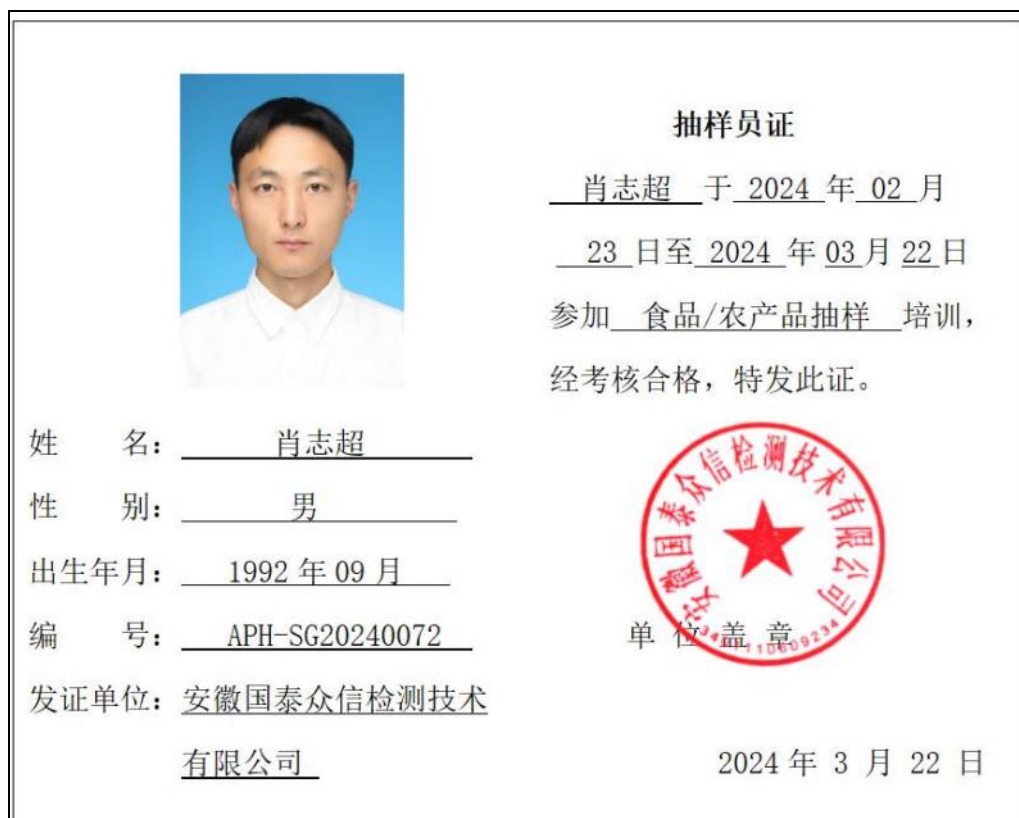 抽样员证
肖志超 于 2024 年 02 月
23 日至 2024 年 03 月 22 日
参加 食品/农产品抽样 培训，
经考核合格，特发此证。
姓 名： 肖志超
性 别： 男
出生年月： 1992 年 09 月
编 号： APH-SG20240072
发证单位：安徽国泰众信检测技术
有限公司
安徽国泰众信检测技术有限公司
单 位 盖 章
2024 年 3 月 22 日